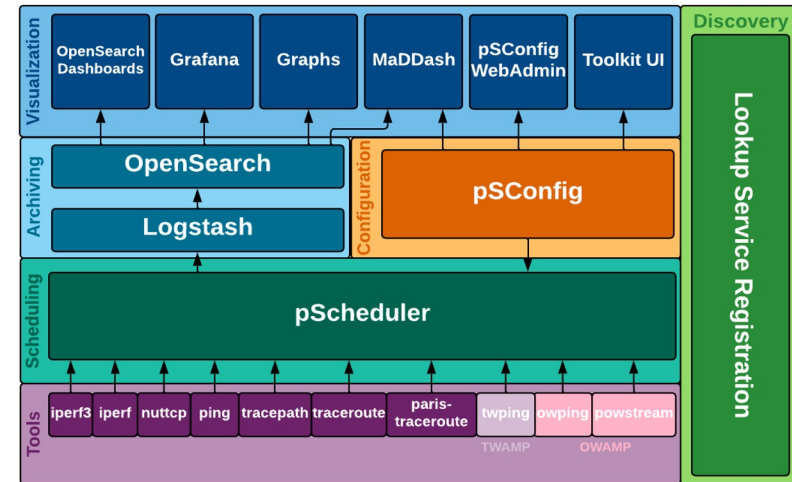 Visualization
OpenSearch
Dashboards
Grafana
Graphs
MaDDash
pSConfig
WebAdmin
Toolkit UI
Discovery
Lookup Service Registration
Archiving
OpenSearch
Logstash
Configuration
pSConfig
Scheduling
pScheduler
Tools
iperf3
iperf
nuttcp
ping
tracepath
traceroute
paris-
traceroute
twping
owping
powstream
TWAMP
OWAMP